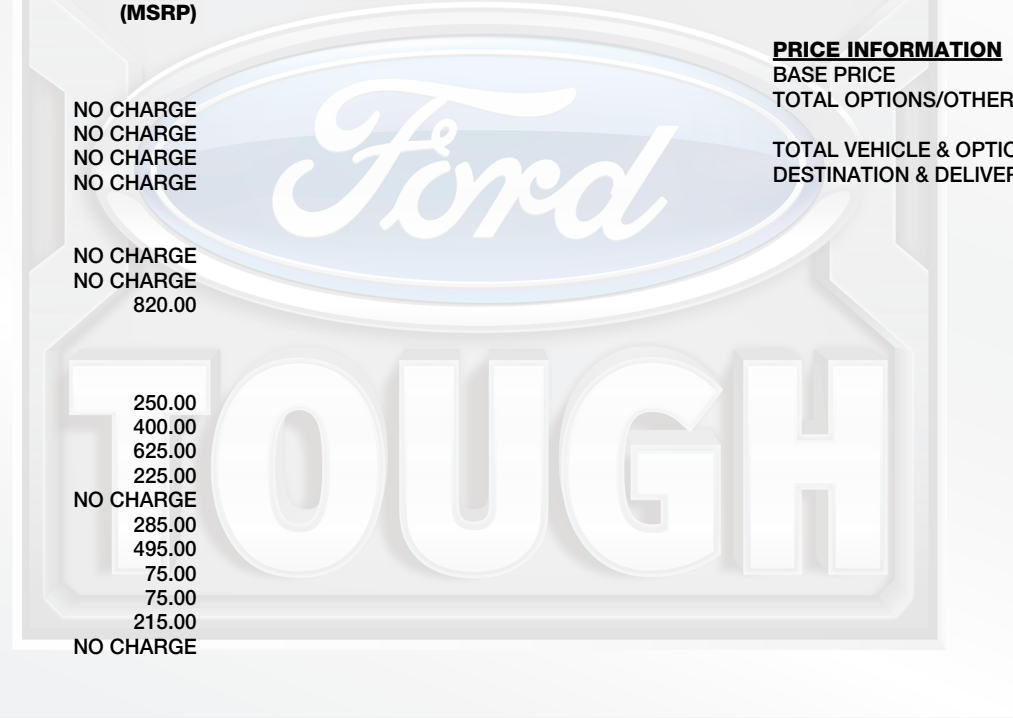 (MSRP)
NO CHARGE
NO CHARGE
NO CHARGE
NO CHARGE
NO CHARGE
NO CHARGE
820.00
250.00
400.00
625.00
225.00
NO CHARGE
285.00
495.00
75.00
75.00
215.00
NO CHARGE
PRICE INFORMATION
BASE PRICE
TOTAL OPTIONS/OTHER
TOTAL VEHICLE & OPTIO
DESTINATION & DELIVER
Ford
TOUGH